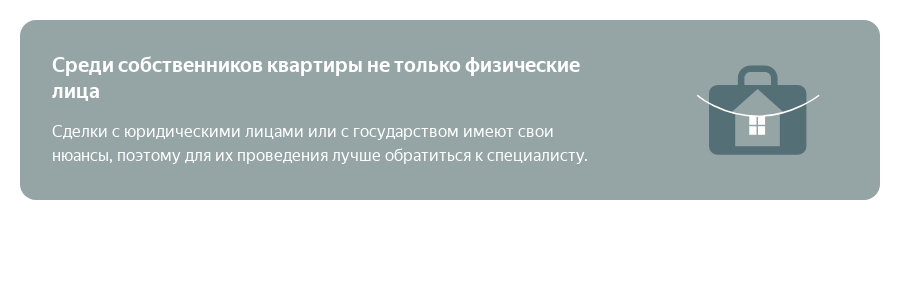 Среди собственников квартиры не только физические
лица
Сделки с юридическими лицами или с государством имеют свои
нюансы, поэтому для их проведения лучше обратиться к специалисту.